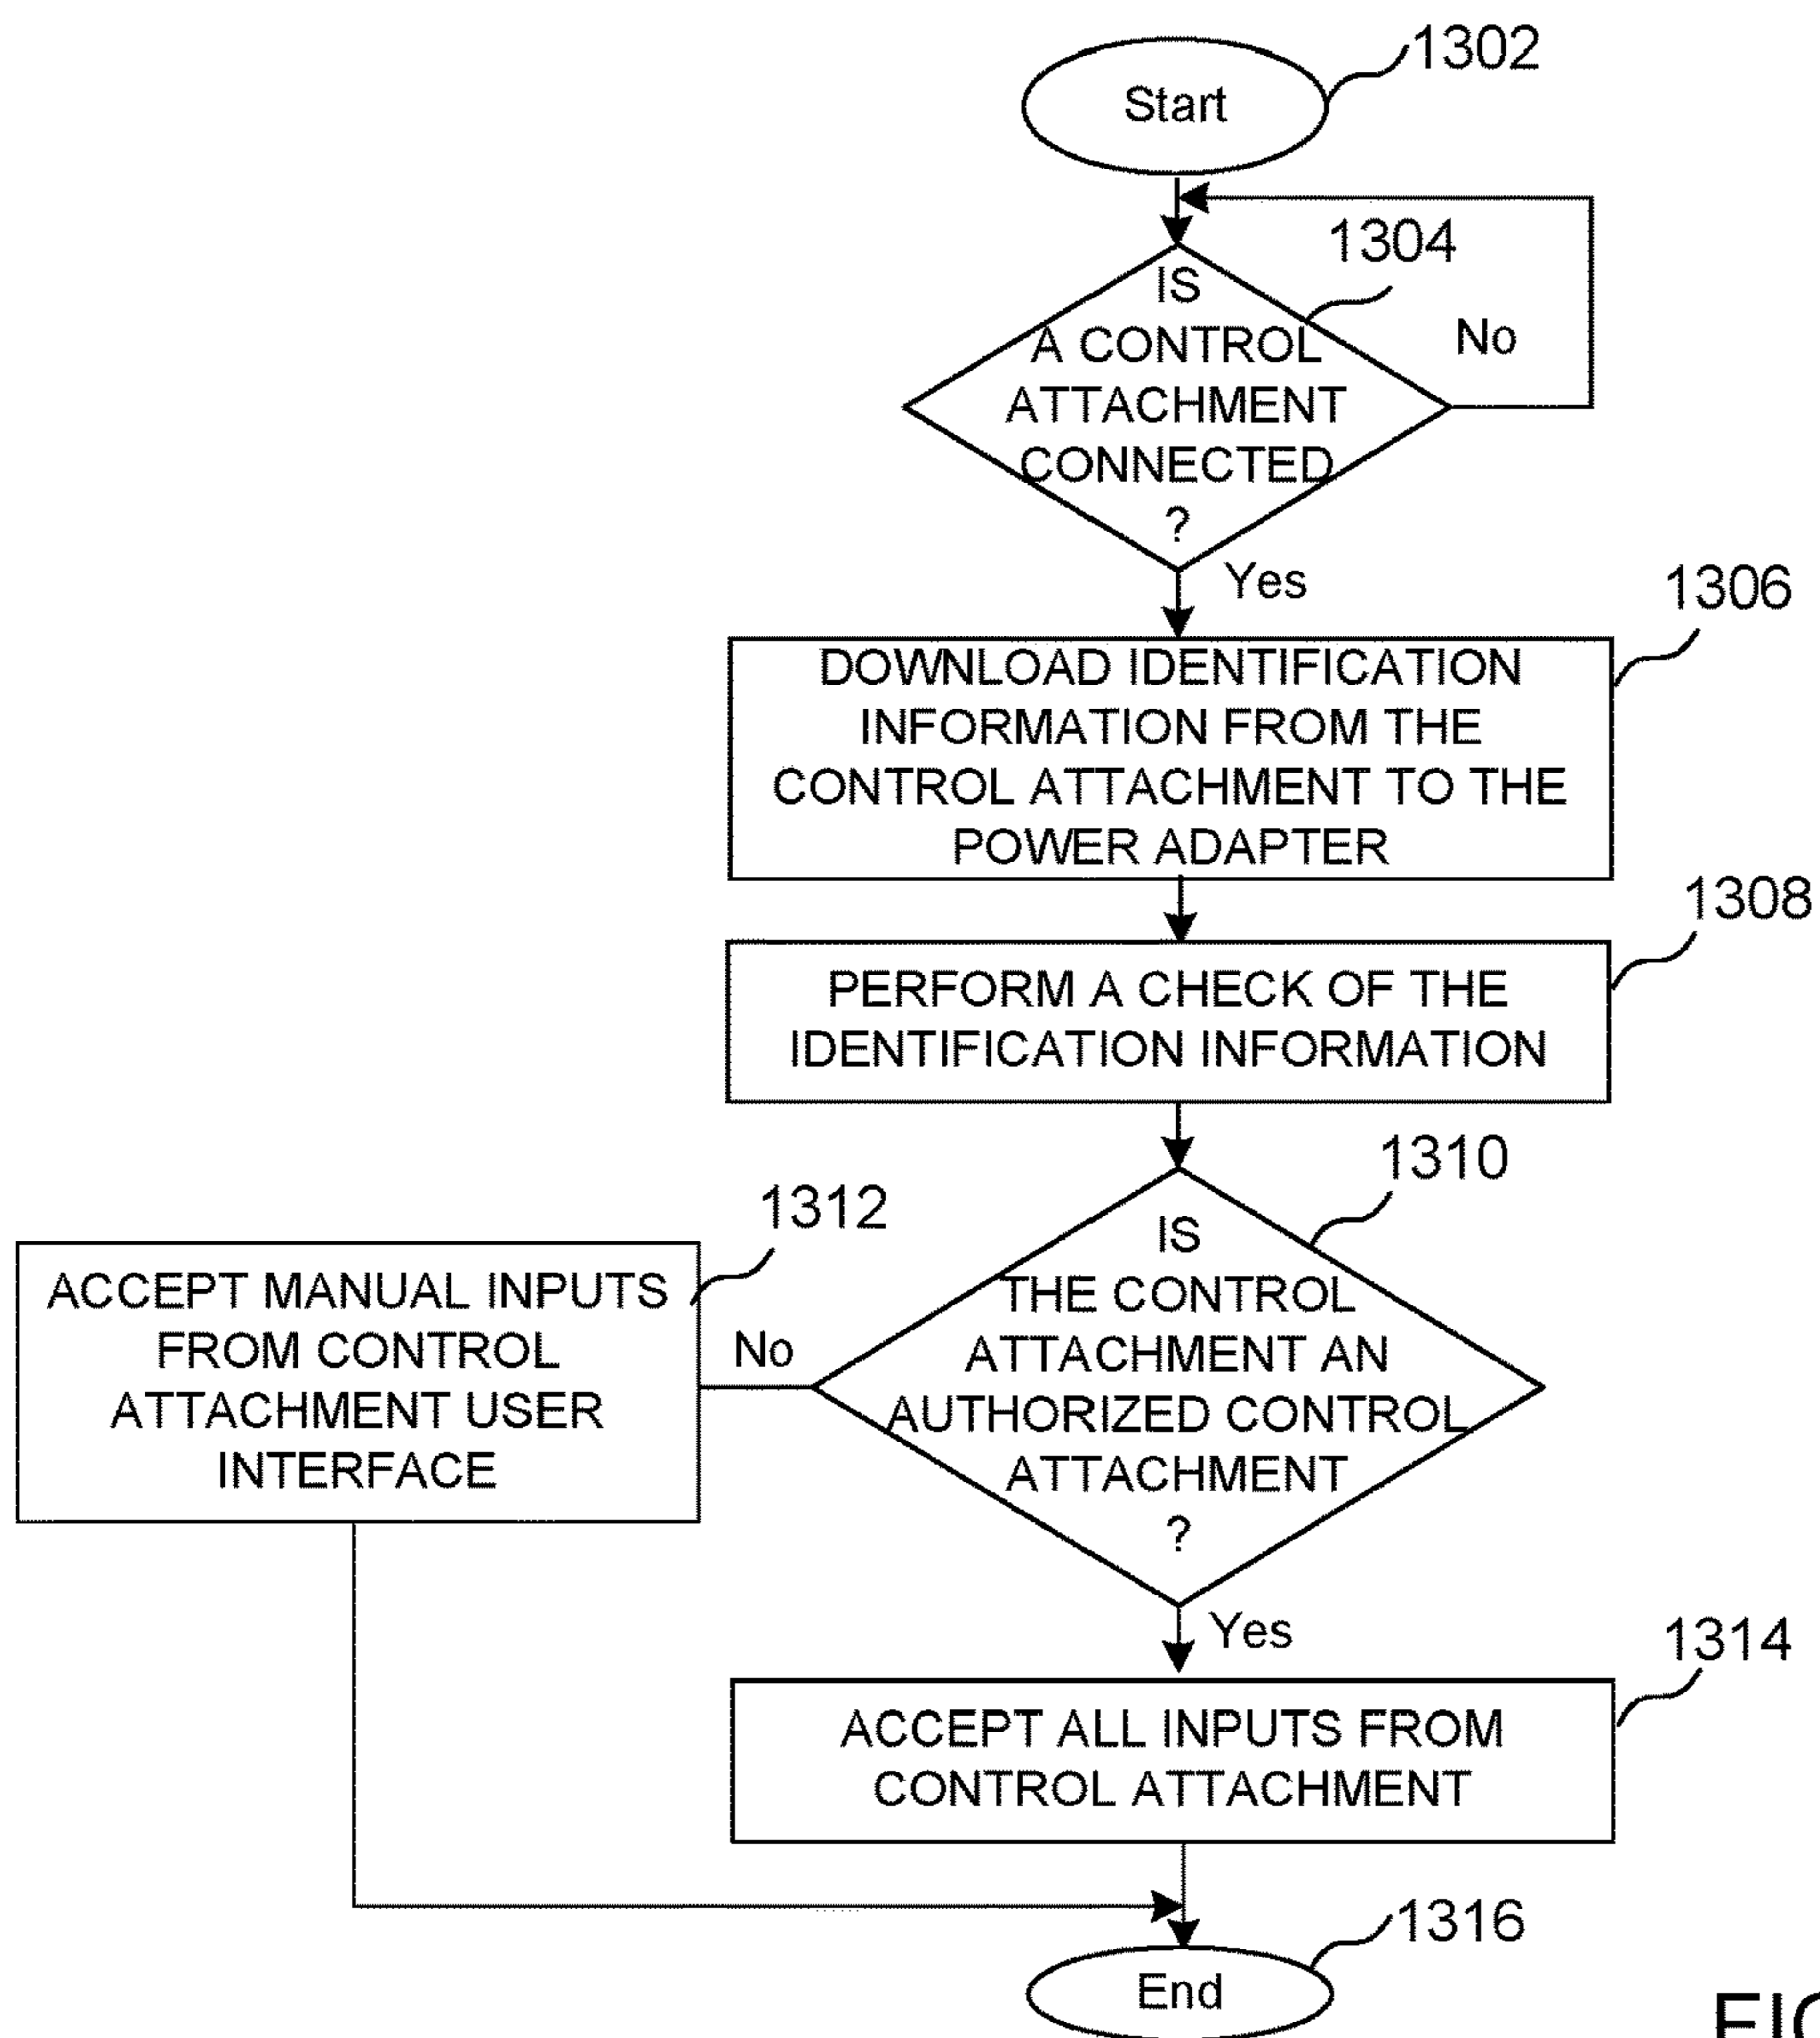 1302
Start
1304
IS
A CONTROL
ATTACHMENT
CONNECTED
?
No
Yes
1306
DOWNLOAD IDENTIFICATION
INFORMATION FROM THE
CONTROL ATTACHMENT TO THE
POWER ADAPTER
1308
PERFORM A CHECK OF THE
IDENTIFICATION INFORMATION
1310
IS
THE CONTROL
ATTACHMENT AN
AUTHORIZED CONTROL
ATTACHMENT
?
1312
No
ACCEPT MANUAL INPUTS
FROM CONTROL
ATTACHMENT USER
INTERFACE
Yes
1314
ACCEPT ALL INPUTS FROM
CONTROL ATTACHMENT
1316
End